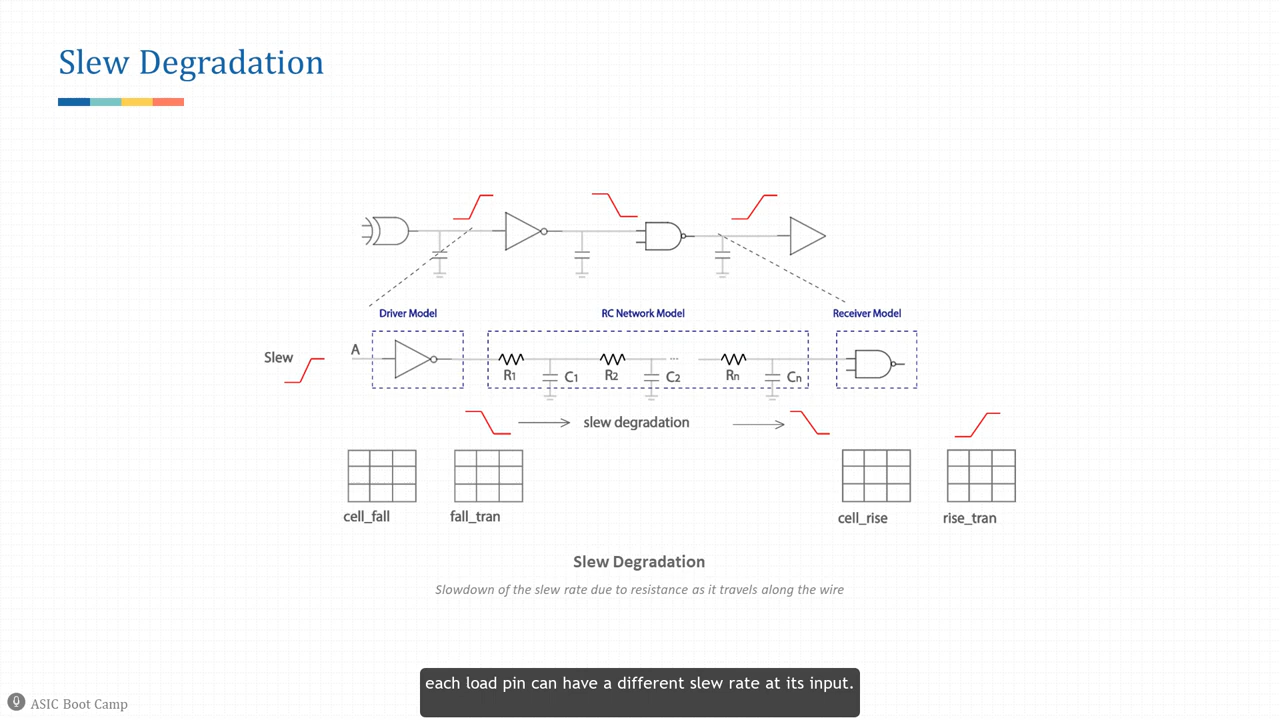 Slew Degradation
Driver Model
RC Network Model
Receiver Model
Slew
A
R1
C1
R2
C2
...
Rn
Cn
slew degradation
cell_fall
fall_tran
cell_rise
rise_tran
Slew Degradation
Slowdown of the slew rate due to resistance as it travels along the wire
each load pin can have a different slew rate at its input.
ASIC Boot Camp